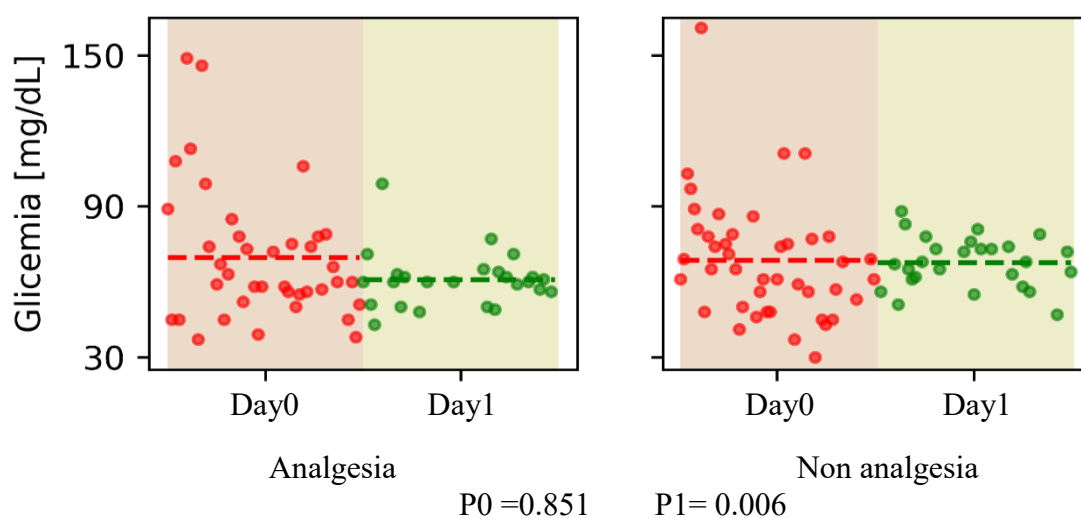 Glicemia [mg/dL]
150
90
30
Day0 Day1 Day0 Day1
Analgesia Non analgesia
P0 =0.851 P1= 0.006